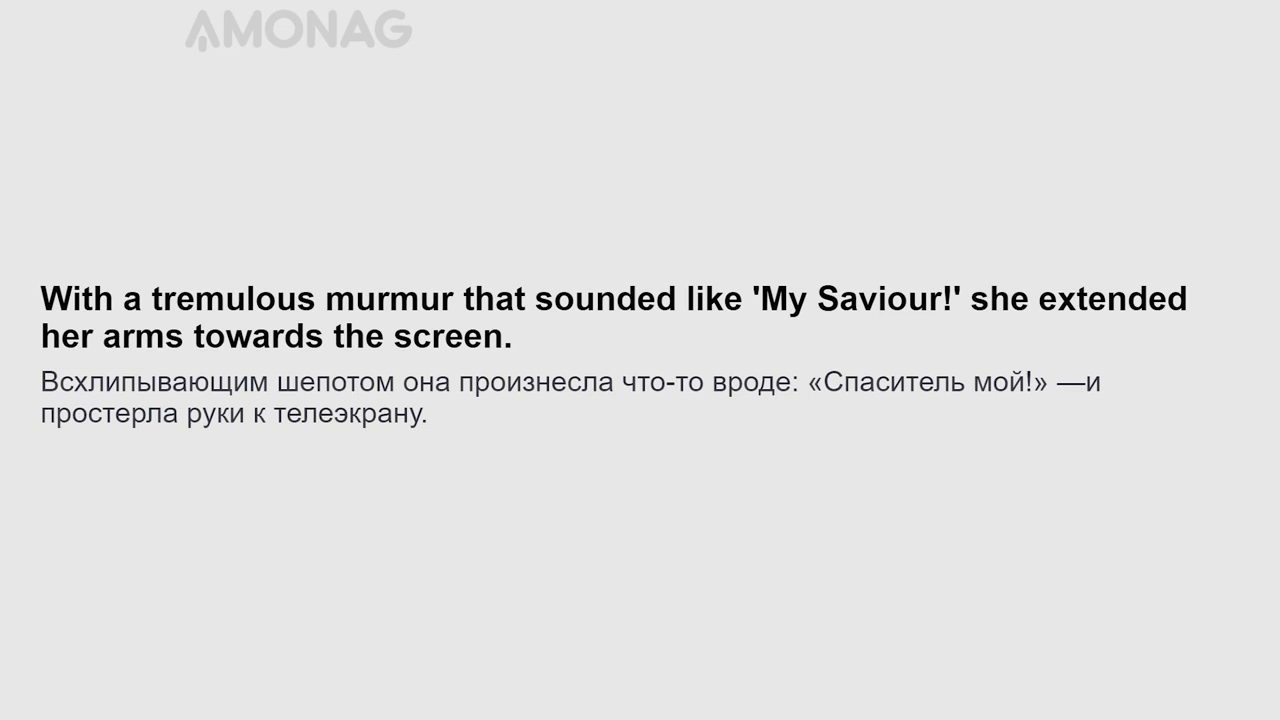 AMONAG
With a tremulous murmur that sounded like 'My Saviour!' she extended
her arms towards the screen.
Всхлипывающим шепотом она произнесла что-то вроде: «Спаситель мой!» —и
простерла руки к телеэкрану.